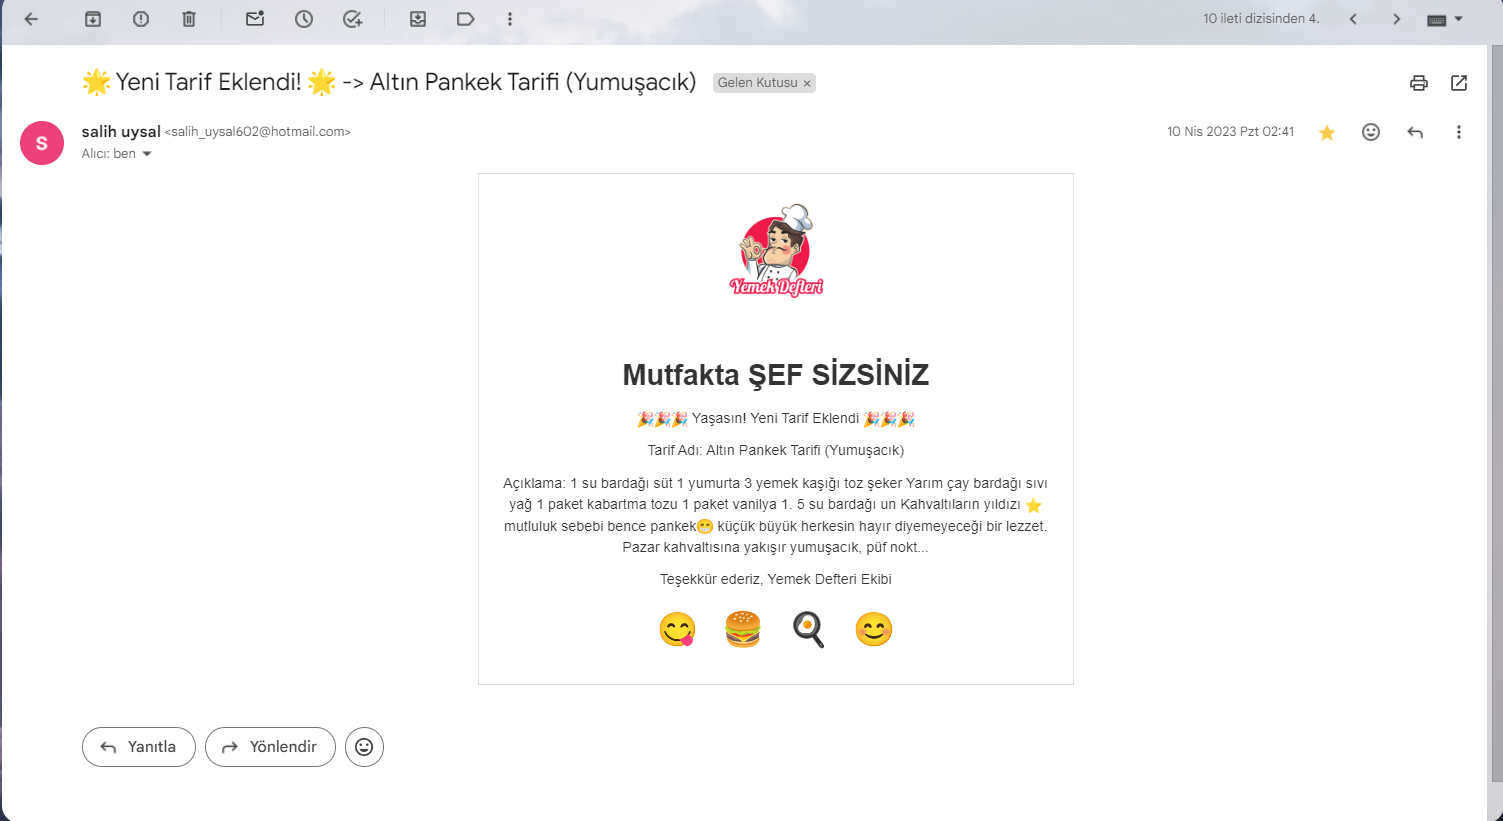 10 ileti dizisinden 4.
🌟 Yeni Tarif Eklendi! 🌟 -> Altın Pankek Tarifi (Yumuşacık) Gelen Kutusu ×
S
salih uysal <salih_uysal602@hotmail.com>
10 Nis 2023 Pzt 02:41
Alıcı: ben
Yemek Defteri
Mutfakta ŞEF SİZSİNİZ
🎉🎉🎉 Yaşasın! Yeni Tarif Eklendi 🎉🎉🎉
Tarif Adı: Altın Pankek Tarifi (Yumuşacık)
Açıklama: 1 su bardağı süt 1 yumurta 3 yemek kaşığı toz şeker Yarım çay bardağı sıvı
yağ 1 paket kabartma tozu 1 paket vanilya 1. 5 su bardağı un Kahvaltıların yıldızı ⭐
mutluluk sebebi bence pankek😁 küçük büyük herkesin hayır diyemeyeceği bir lezzet.
Pazar kahvaltısına yakışır yumuşacık, püf nokt...
Teşekkür ederiz, Yemek Defteri Ekibi
😋 🍔 🍳 😊
Yanıtla
Yönlendir